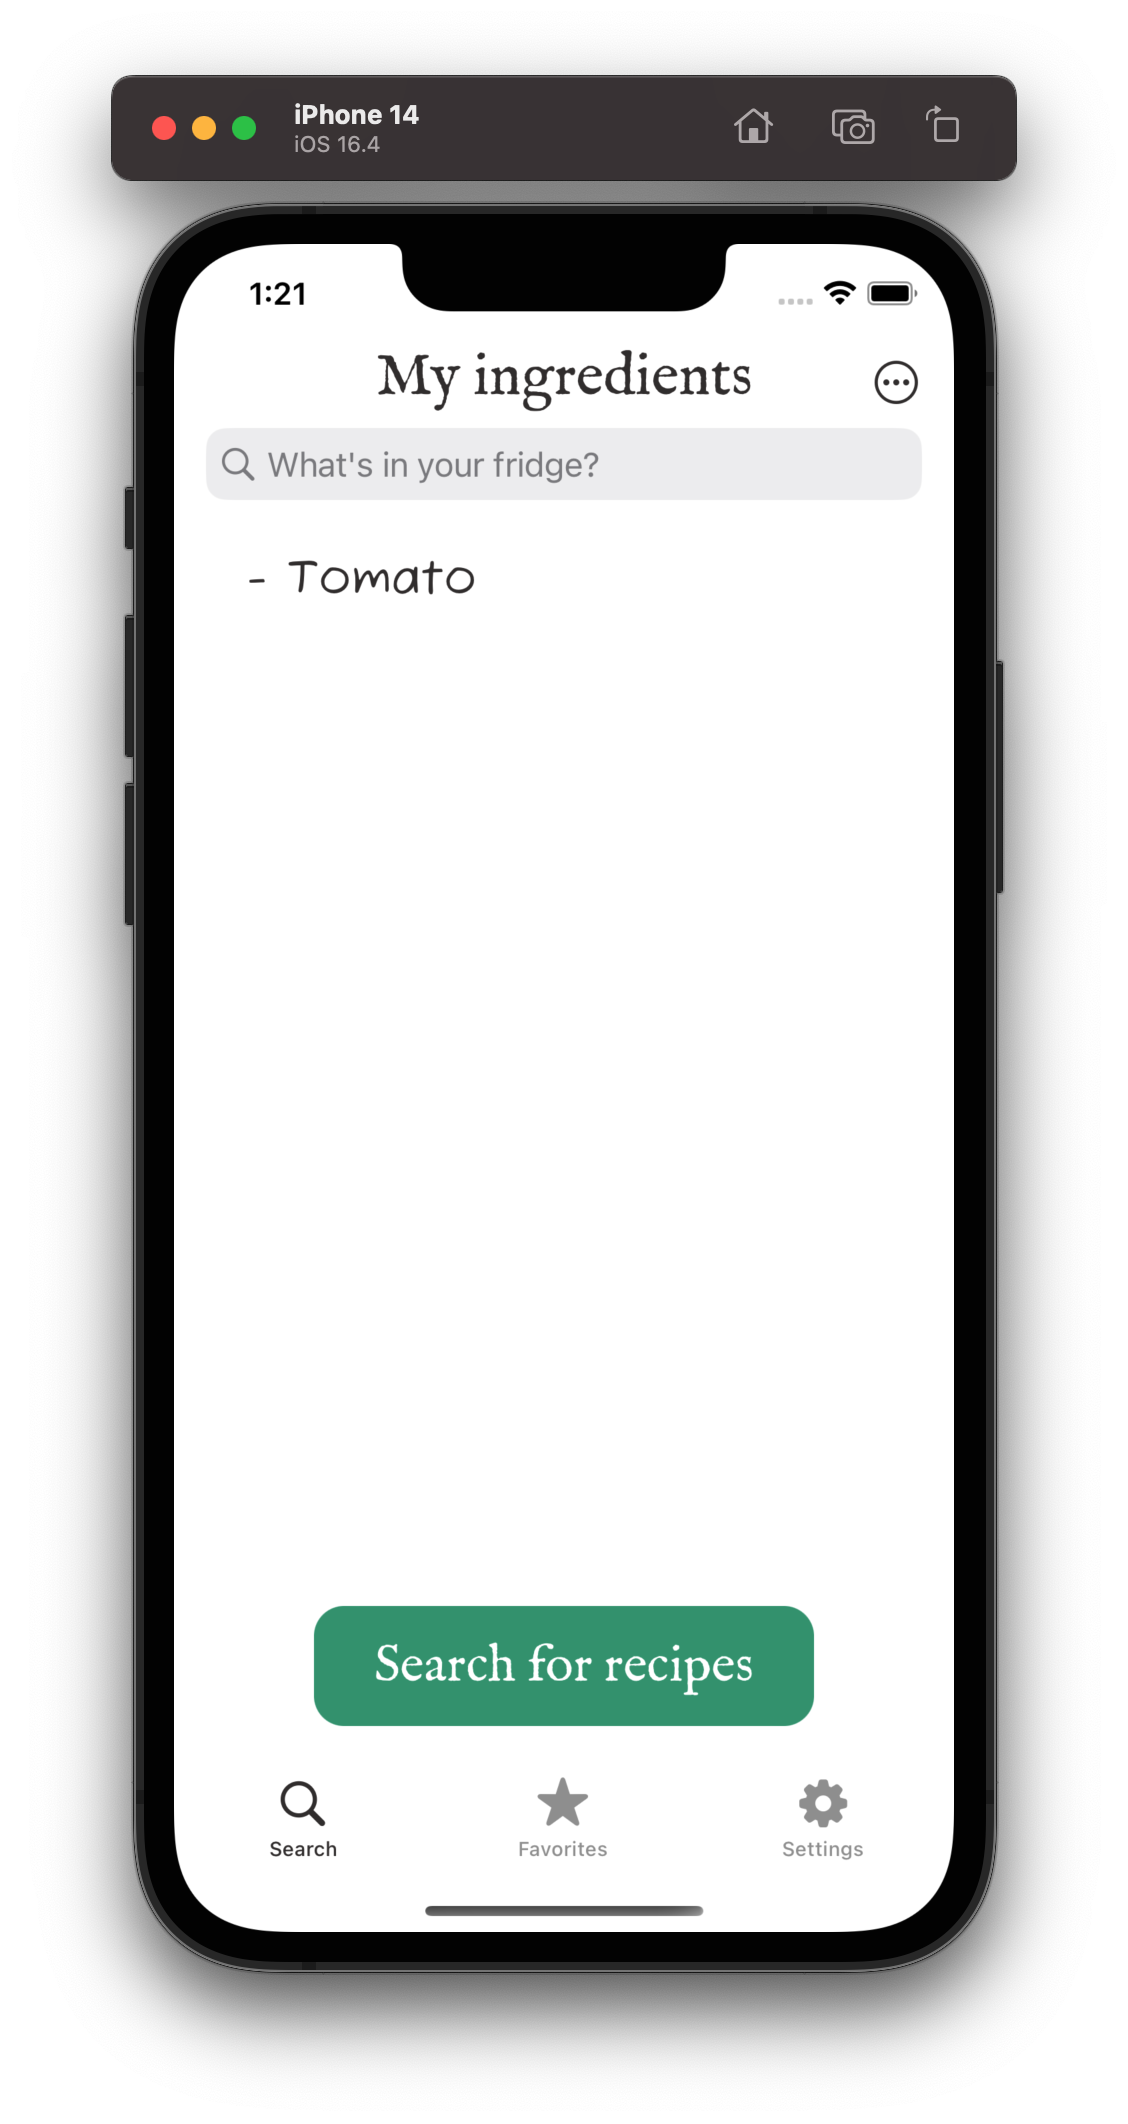 iPhone 14
iOS 16.4
1:21
My ingredients
What's in your fridge?
- Tomato
Search for recipes
Search Favorites Settings